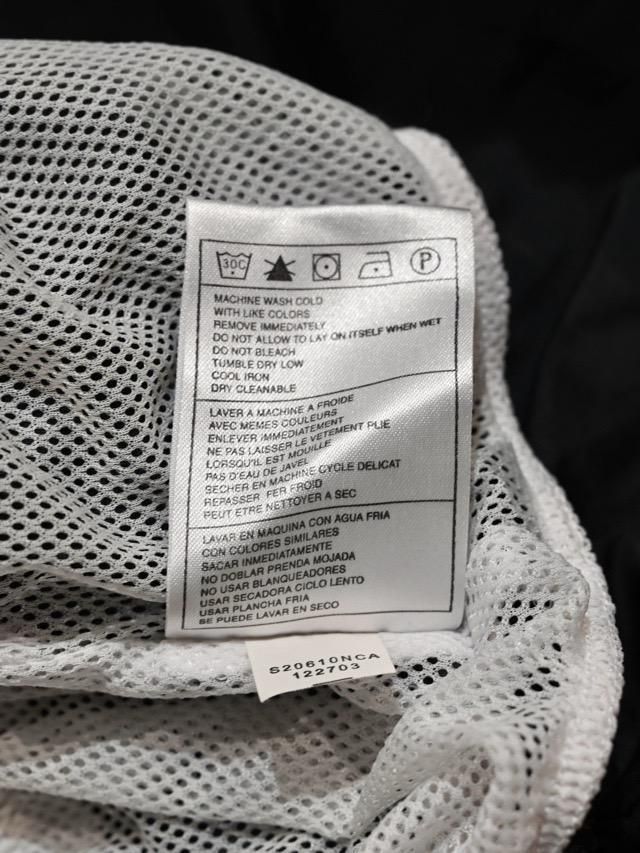 30C P
MACHINE WASH COLD
WITH LIKE COLORS
REMOVE IMMEDIATELY
DO NOT ALLOW TO LAY ON ITSELF WHEN WET
DO NOT BLEACH
TUMBLE DRY LOW
COOL IRON
DRY CLEANABLE
LAVER A MACHINE A FROIDE
AVEC MEMES COULEURS
ENLEVER IMMEDIATEMENT
NE PAS LAISSER LE VETEMENT PLIE
LORSQU'IL EST MOUILLE
PAS D'EAU DE JAVEL
SECHER EN MACHINE CYCLE DELICAT
REPASSER PER FROID
PEUT ETRE NETTOYER A SEC
LAVAR EN MAQUINA CON AGUA FRIA
CON COLORES SIMILARES
SACAR INMEDIATAMENTE
NO DOBLAR PRENDA MOJADA
NO USAR BLANQUEADORES
USAR SECADORA CICLO LENTO
USAR PLANCHA FRIA
SE PUEDE LAVAR EN SECO
S20610NCA
122703